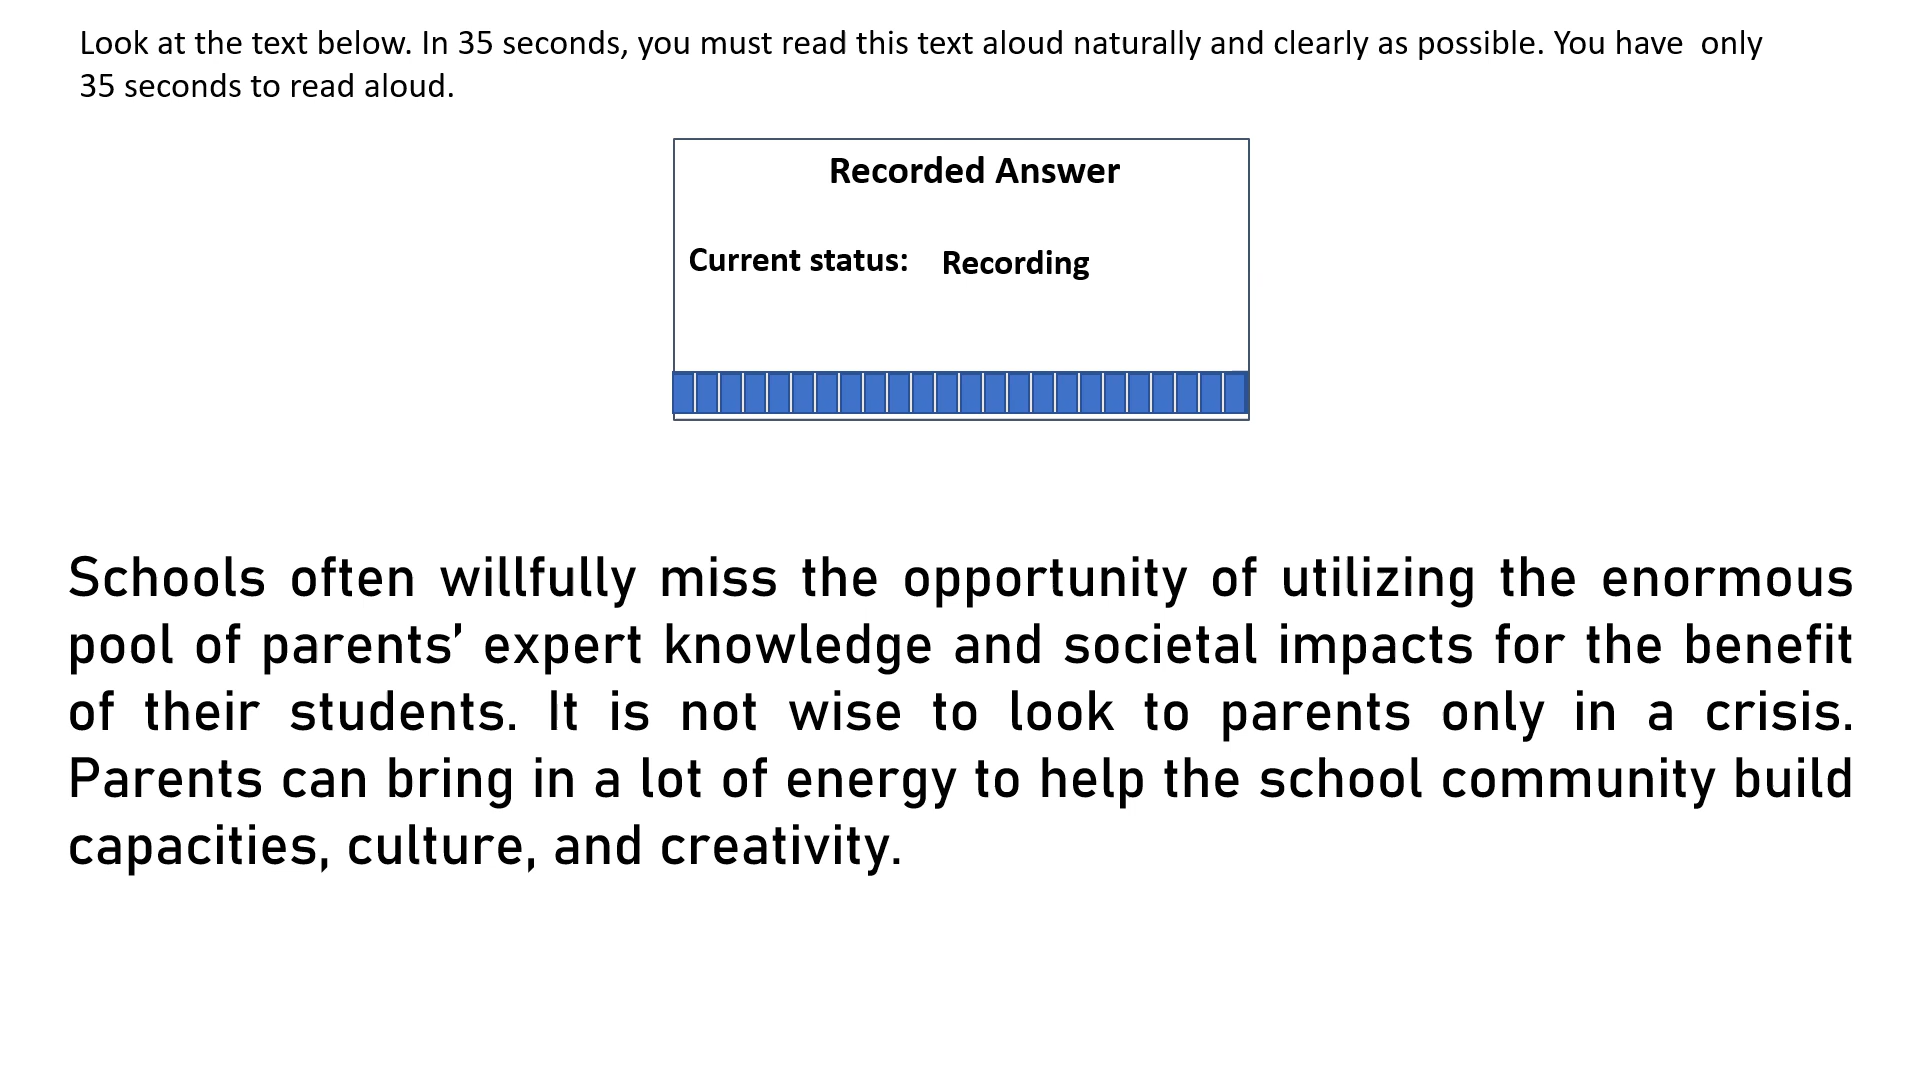 Look at the text below. In 35 seconds, you must read this text aloud naturally and clearly as possible. You have only
35 seconds to read aloud.
Recorded Answer
Current status: Recording
Schools often willfully miss the opportunity of utilizing the enormous
pool of parents’ expert knowledge and societal impacts for the benefit
of their students. It is not wise to look to parents only in a crisis.
Parents can bring in a lot of energy to help the school community build
capacities, culture, and creativity.